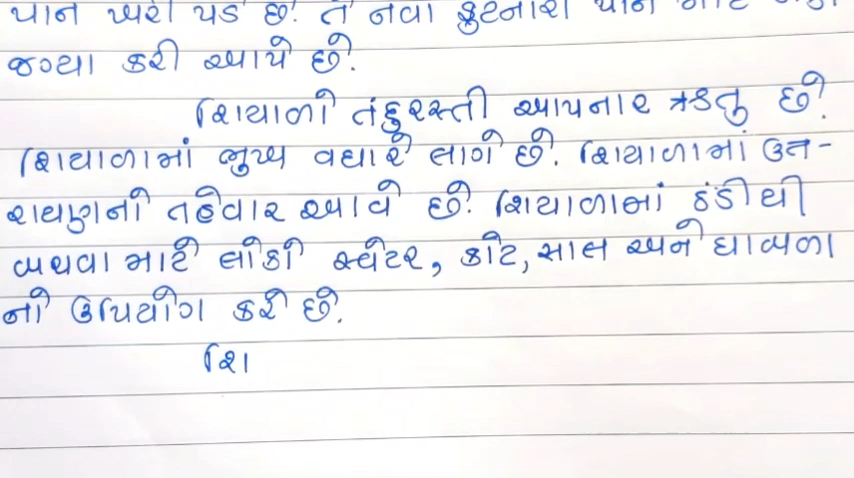 પાન ખરી પડે છે. તે નવા ફુટનારા પાન માટે
જગ્યા કરી આપે છે.
શિયાળો તંદુરસ્તી આપનાર ઋતુ છે.
શિયાળામાં ભુખ વધારે લાગે છે. શિયાળામાં ઉત-
રાયણનો તહેવાર આવે છે. શિયાળામાં ઠંડીથી
બચવા માટે લોકો સ્વેટર, કોટ, સાલ અને ધાબળા
નો ઉપયોગ કરે છે.
શિ